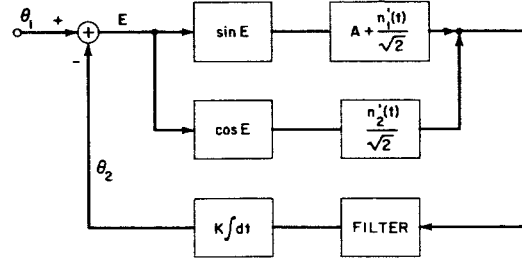 θ₁
+
+
-
E
sin E
A + n₁'(t)/√2
cos E
n₂'(t)/√2
θ₂
K∫dt
FILTER